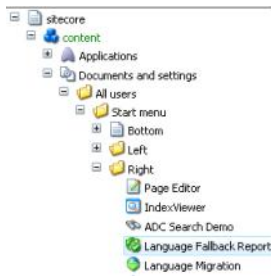 sitecore
content
Applications
Documents and settings
All users
Start menu
Bottom
Left
Right
Page Editor
IndexViewer
ADC Search Demo
Language Fallback Report
Language Migration